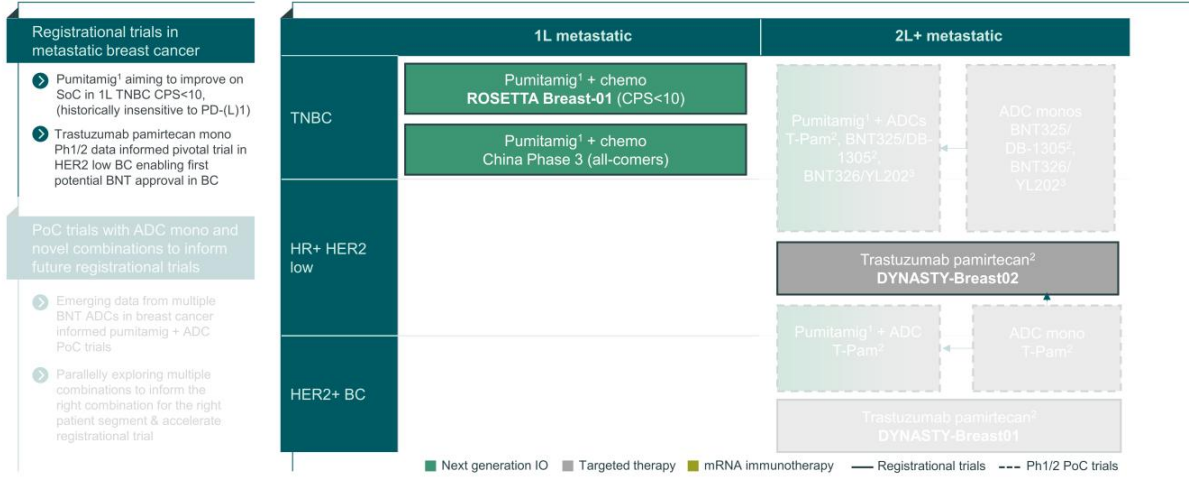 Registrational trials in
metastatic breast cancer
Pumitamig¹ aiming to improve on
SoC in 1L TNBC CPS<10,
(historically insensitive to PD-(L)1)
Trastuzumab pamirtecan mono
Ph1/2 data informed pivotal trial in
HER2 low BC enabling first
potential BNT approval in BC
PoC trials with ADC mono and
novel combinations to inform
future registrational trials
Emerging data from multiple
BNT ADCs in breast cancer
informed pumitamig + ADC
PoC trials
Parallelly exploring multiple
combinations to inform the
right combination for the right
patient segment & accelerate
registrational trial
1L metastatic
2L+ metastatic
TNBC
Pumitamig¹ + chemo
ROSETTA Breast-01 (CPS<10)
Pumitamig¹ + chemo
China Phase 3 (all-comers)
Pumitamig¹ + ADCs
T-Pam², BNT325/DB-
1305²,
BNT326/YL202³
ADC monos
BNT325/
DB-1305²,
BNT326/
YL202³
HR+ HER2
low
Trastuzumab pamirtecan²
DYNASTY-Breast02
Pumitamig¹ + ADC
T-Pam²
ADC mono
T-Pam²
HER2+ BC
Trastuzumab pamirtecan²
DYNASTY-Breast01
Next generation IO
Targeted therapy
mRNA immunotherapy
Registrational trials
Ph1/2 PoC trials